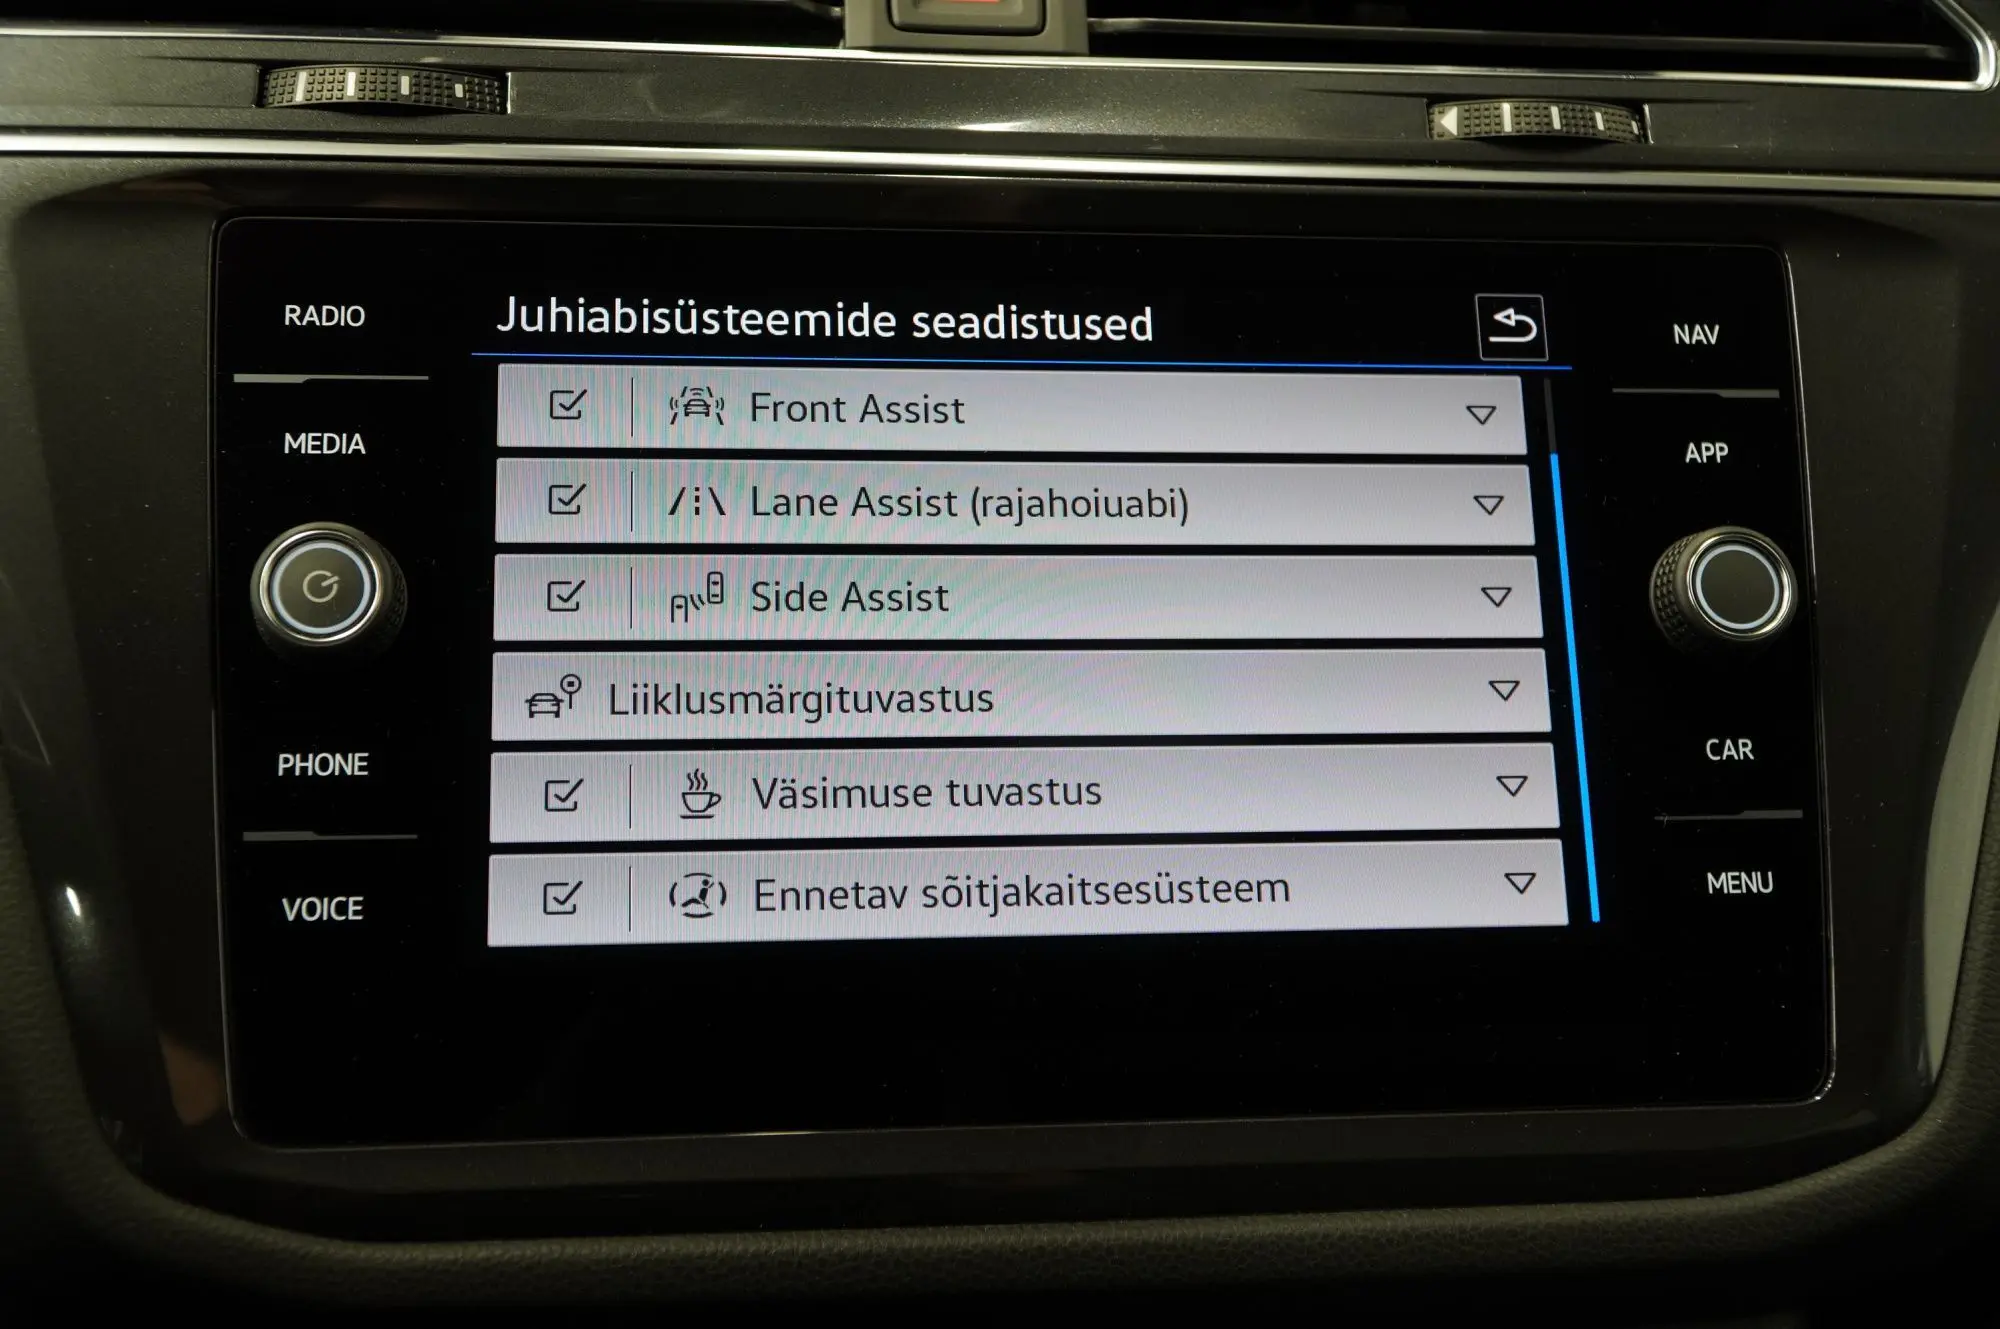 RADIO
MEDIA
PHONE
VOICE
Juhiabisüsteemide seadistused
Front Assist
Lane Assist (rajahoiuabi)
Side Assist
Liiklusmärgituvastus
Väsimuse tuvastus
Ennetav sõitjakaitsesüsteem
NAV
APP
CAR
MENU